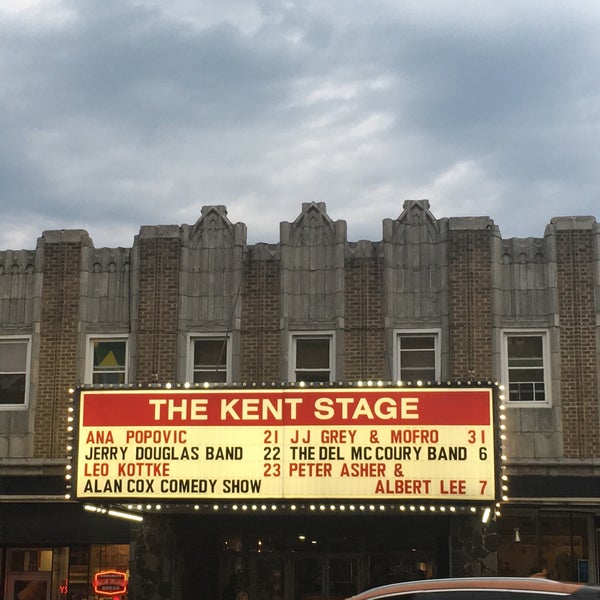 THE KENT STAGE
ANA POPOVIC 21
JERRY DOUGLAS BAND 22
LEO KOTTKE 23
ALAN COX COMEDY SHOW
JJ GREY & MOFRO 31
THE DEL MC COURY BAND 6
PETER ASHER &
ALBERT LEE 7